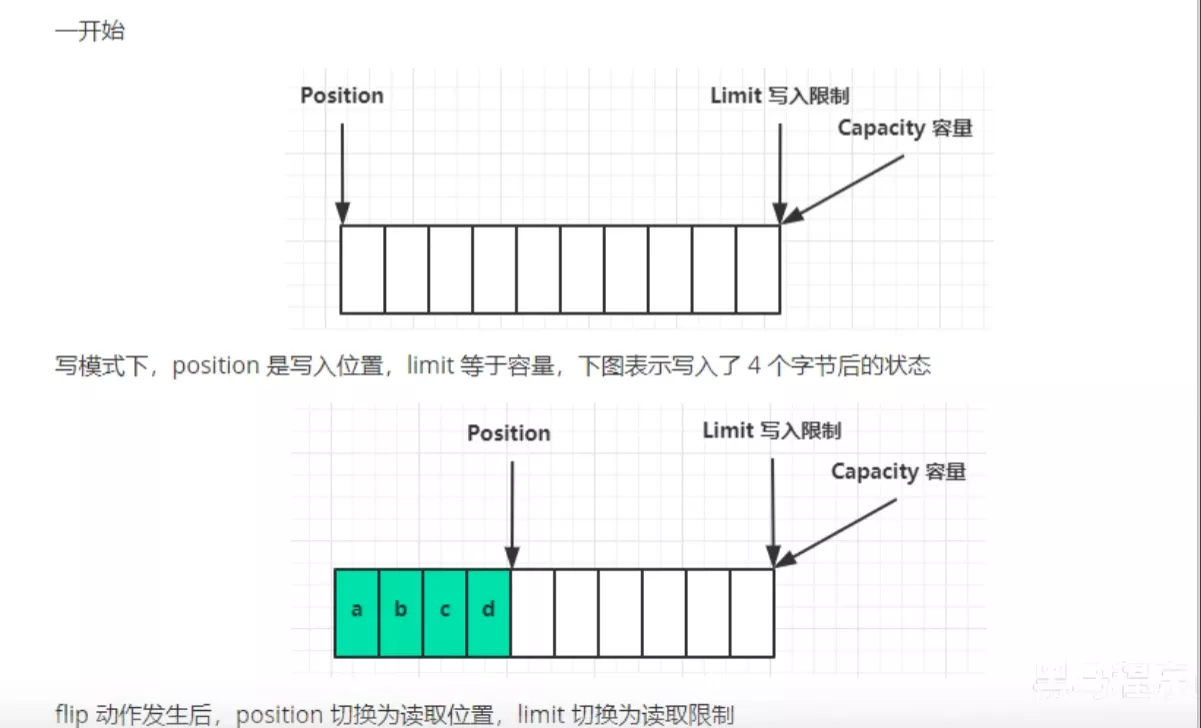 一开始
Position
Limit 写入限制
Capacity 容量
写模式下，position 是写入位置，limit 等于容量，下图表示写入了 4 个字节后的状态
Position
Limit 写入限制
Capacity 容量
a b c d
flip 动作发生后，position 切换为读取位置，limit 切换为读取限制